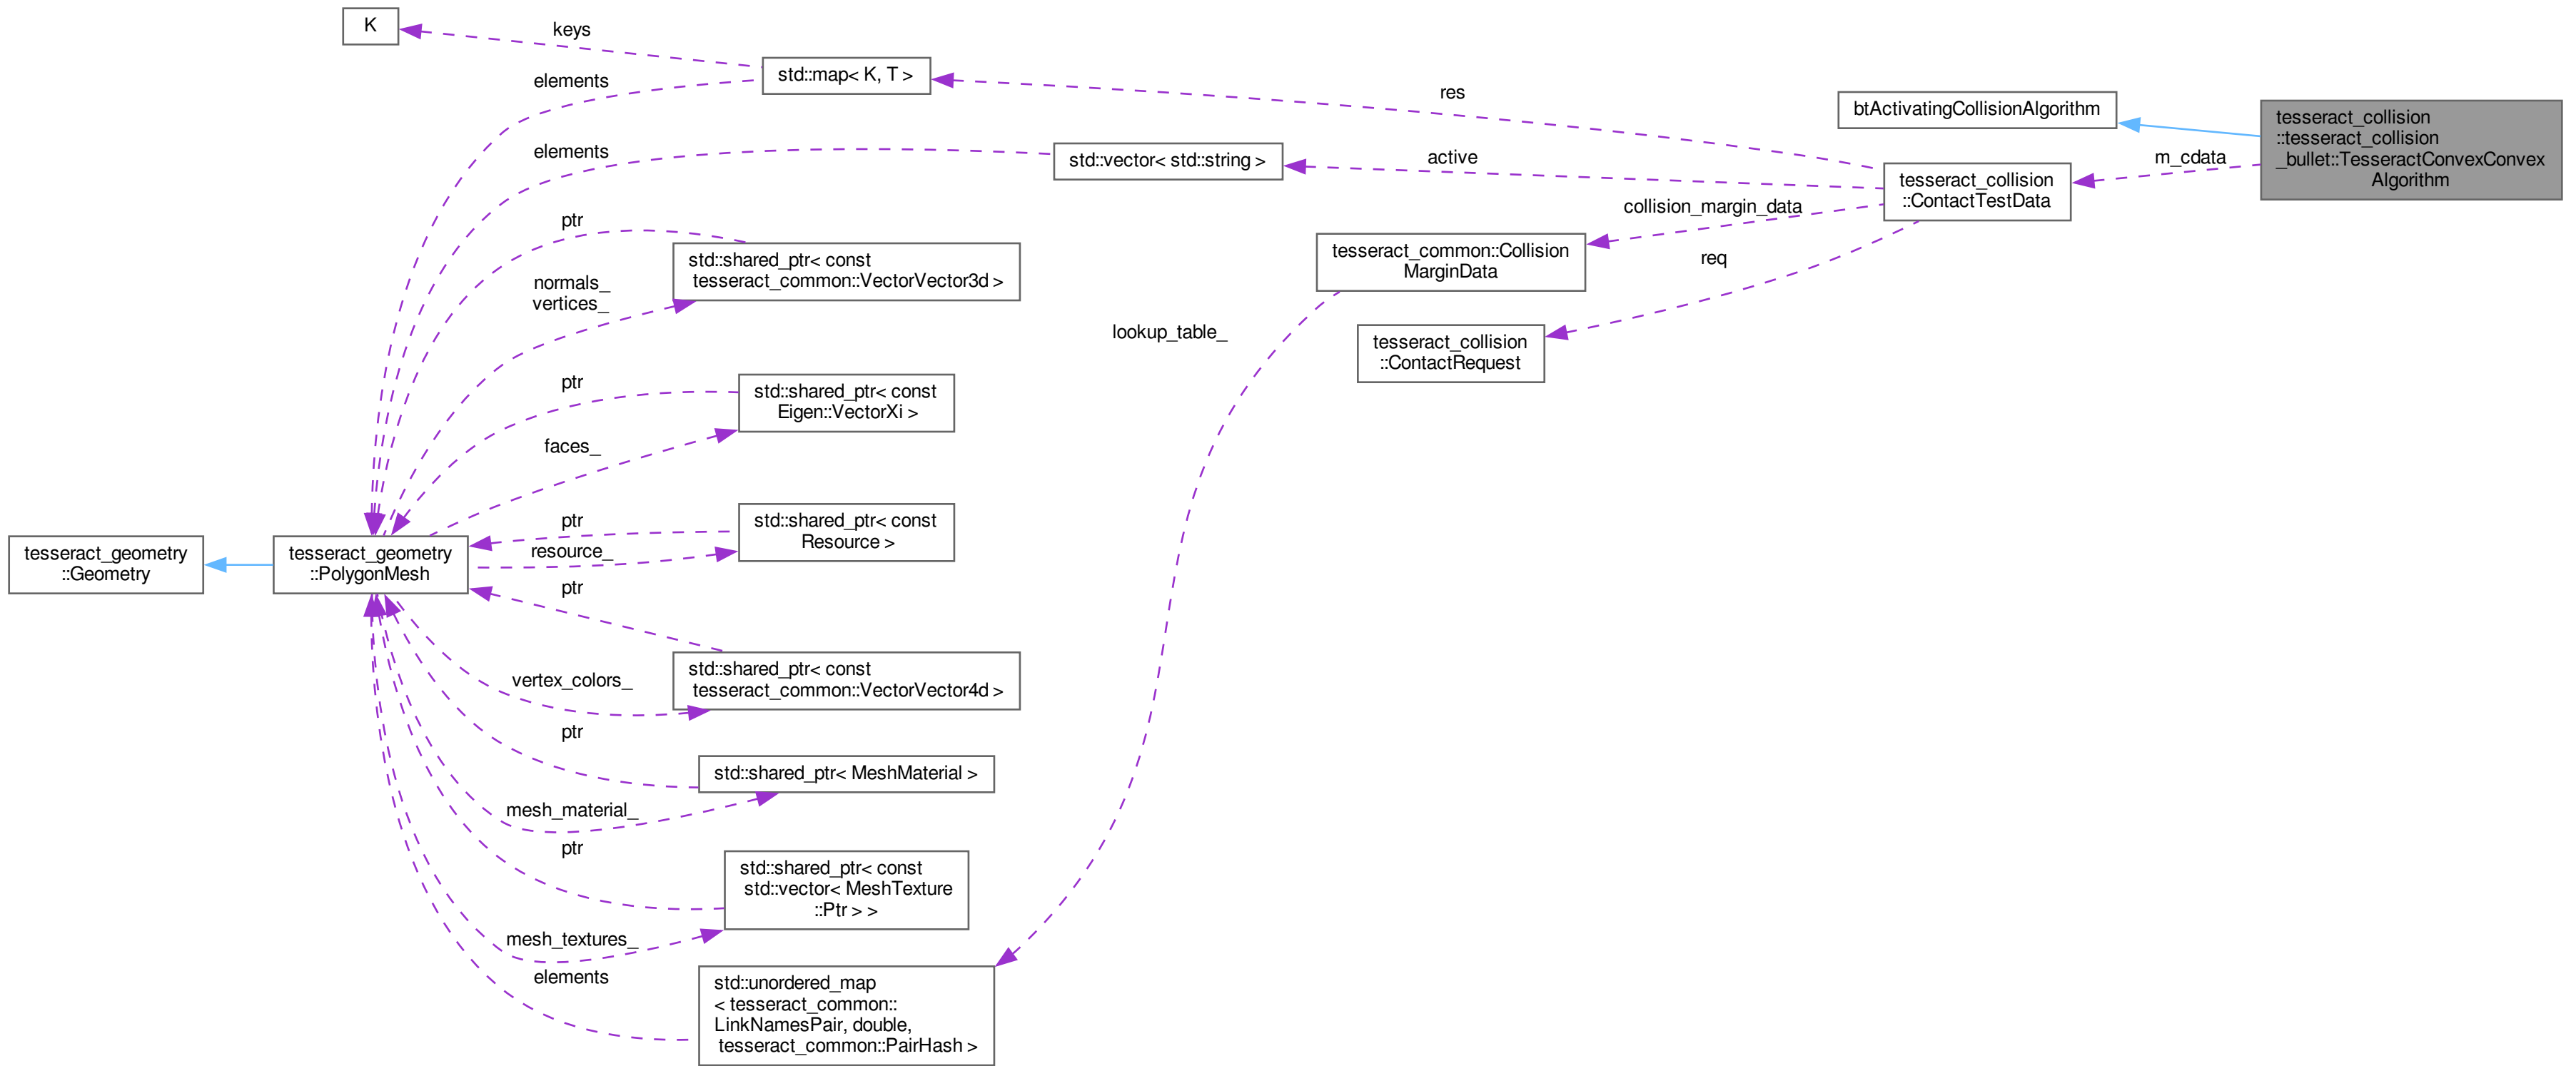 K
keys
std::map< K, T >
elements
res
btActivatingCollisionAlgorithm
tesseract_collision
::tesseract_collision
_bullet::TesseractConvexConvex
Algorithm
m_cdata
elements
std::vector< std::string >
active
tesseract_collision
::ContactTestData
collision_margin_data
ptr
std::shared_ptr< const
tesseract_common::VectorVector3d >
tesseract_common::Collision
MarginData
req
normals_
vertices_
lookup_table_
tesseract_collision
::ContactRequest
ptr
std::shared_ptr< const
Eigen::VectorXi >
faces_
ptr
std::shared_ptr< const
Resource >
resource_
tesseract_geometry
::Geometry
tesseract_geometry
::PolygonMesh
ptr
std::shared_ptr< const
tesseract_common::VectorVector4d >
vertex_colors_
ptr
std::shared_ptr< MeshMaterial >
mesh_material_
ptr
std::shared_ptr< const
std::vector< MeshTexture
::Ptr > >
mesh_textures_
elements
std::unordered_map
< tesseract_common::
LinkNamesPair, double,
tesseract_common::PairHash >